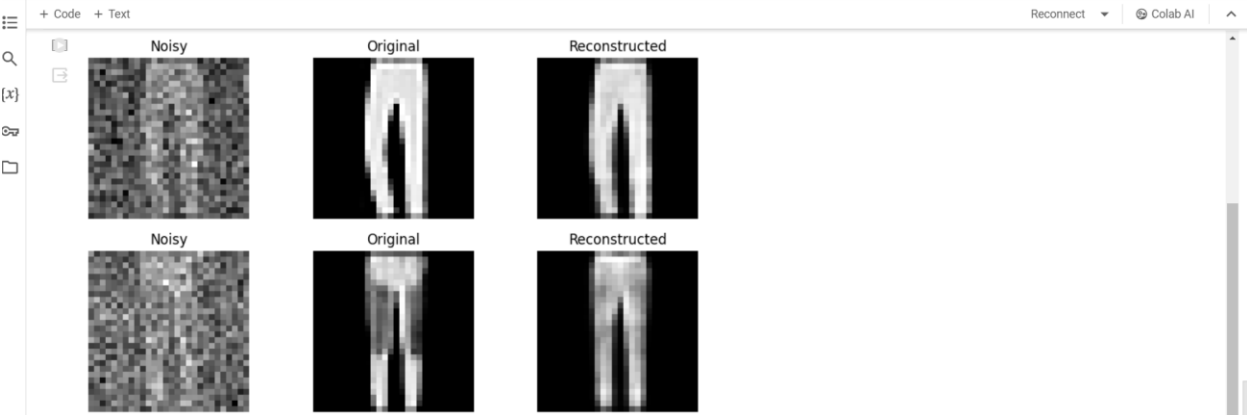 + Code + Text Reconnect Colab AI
{x}
Noisy Original Reconstructed
Noisy Original Reconstructed